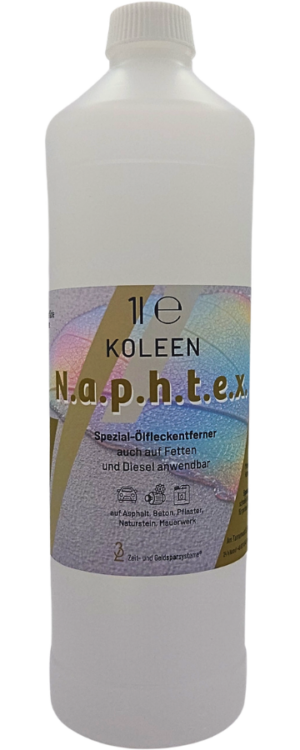 1l e
KOLEEN
N.a.p.h.t.e.x.
Spezial-Ölfleckentferner
auch auf Fetten
und Diesel anwendbar
auf Asphalt, Beton, Pflaster,
Naturstein, Mauerwerk
Zeit- und Geldsparsysteme®